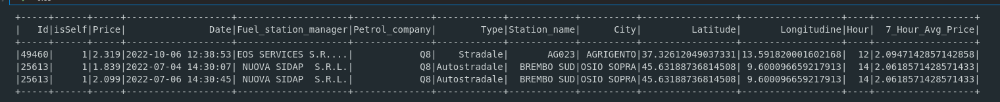 +-----+------+-----+-------------------+--------------------+--------------+------------+------------+----------+-----------------+------------------+----+------------------+
|   Id|isSelf|Price|               Date|Fuel_station_manager|Petrol_company|        Type|Station_name|      City|        Latitude|       Longitudine|Hour|  7_Hour_Avg_Price|
+-----+------+-----+-------------------+--------------------+--------------+------------+------------+----------+-----------------+------------------+----+------------------+
|49460|     1|2.319|2022-10-06 12:38:53|EOS SERVICES S.R....|            Q8|    Stradale|       AG023| AGRIGENTO|37.32612049037331|13.591820001602168|  12|2.0947142857142858|
|25613|     1|1.839|2022-07-04 14:30:07| NUOVA SIDAP  S.R.L.|            Q8|Autostradale|  BREMBO SUD|OSIO SOPRA|45.63188736814508| 9.600096659217913|  14|2.0618571428571433|
|25613|     1|2.099|2022-07-06 14:30:45| NUOVA SIDAP  S.R.L.|            Q8|Autostradale|  BREMBO SUD|OSIO SOPRA|45.63188736814508| 9.600096659217913|  14|2.0618571428571433|
+-----+------+-----+-------------------+--------------------+--------------+------------+------------+----------+-----------------+------------------+----+------------------+